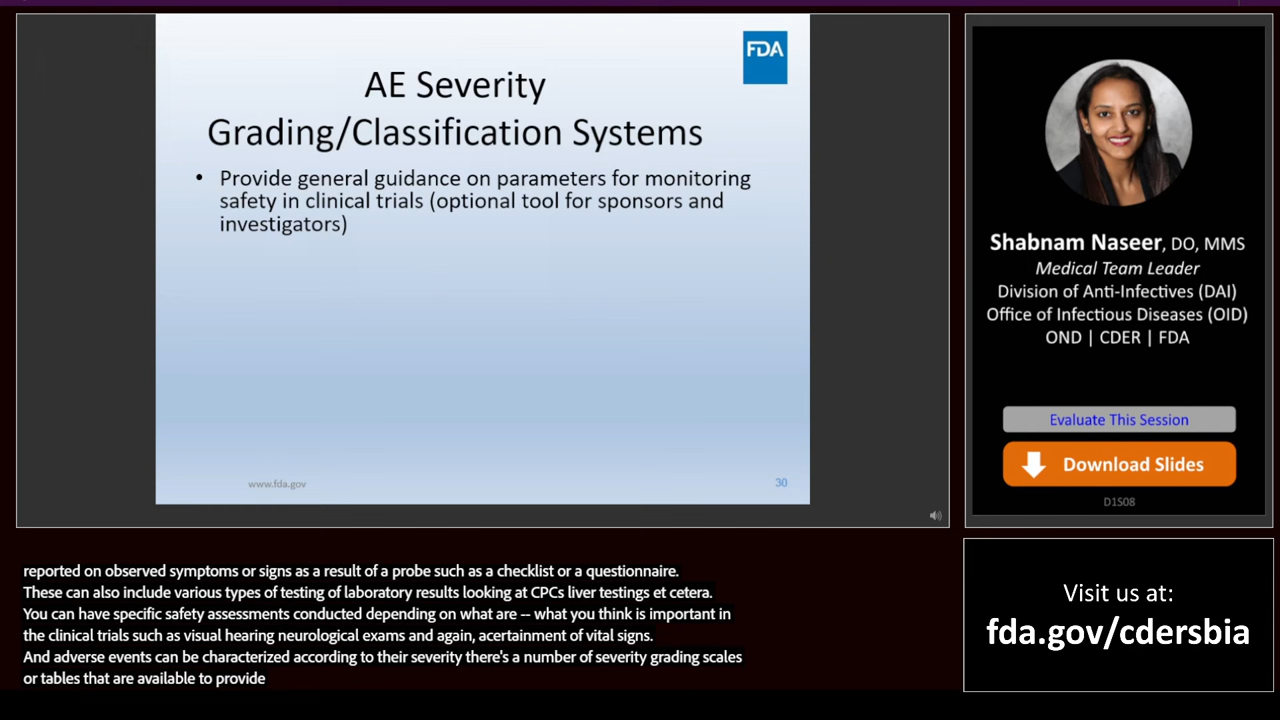 FDA
AE Severity
Grading/Classification Systems
• Provide general guidance on parameters for monitoring
safety in clinical trials (optional tool for sponsors and
investigators)
www.fda.gov
30
Shabnam Naseer, DO, MMS
Medical Team Leader
Division of Anti-Infectives (DAI)
Office of Infectious Diseases (OID)
OND | CDER | FDA
Evaluate This Session
Download Slides
D1S08
reported on observed symptoms or signs as a result of a probe such as a checklist or a questionnaire.
These can also include various types of testing of laboratory results looking at CPCs liver testings et cetera.
You can have specific safety assessments conducted depending on what are -- what you think is important in
the clinical trials such as visual hearing neurological exams and again, acertainment of vital signs.
And adverse events can be characterized according to their severity there's a number of severity grading scales
or tables that are available to provide
Visit us at:
fda.gov/cdersbia